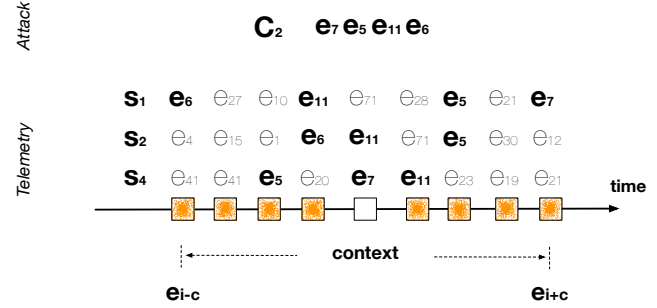 Attack
C2 e7 e5 e11 e6
Telemetry
s1 e6 e27 e10 e11 e71 e28 e5 e21 e7
s2 e4 e15 e1 e6 e11 e71 e5 e30 e12
s4 e41 e41 e5 e20 e7 e11 e23 e19 e21
time
context
ei-c ei+c